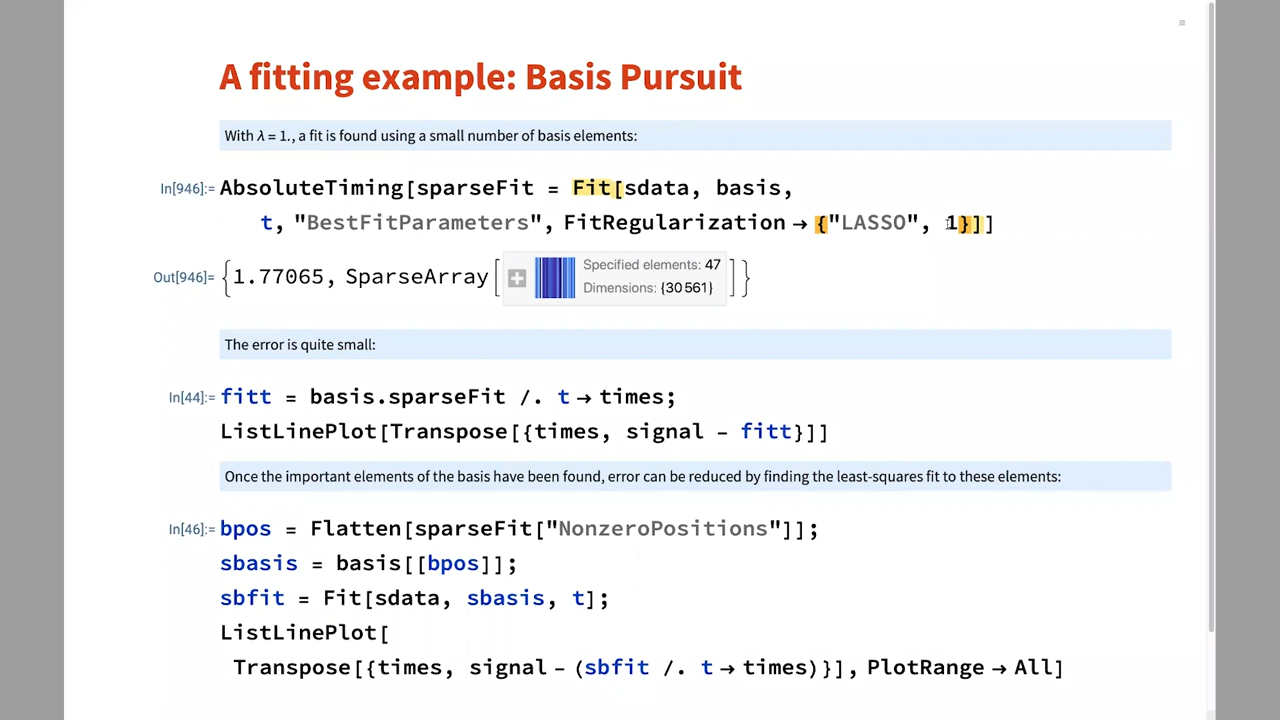 A fitting example: Basis Pursuit
With λ = 1., a fit is found using a small number of basis elements:
In[946]:= AbsoluteTiming[sparseFit = Fit[sdata, basis,
t, "BestFitParameters", FitRegularization → {"LASSO", 1}]]
Out[946]= {1.77065, SparseArray[ Specified elements: 47
Dimensions: {30 561} ]}
The error is quite small:
In[44]:= fitt = basis.sparseFit /. t → times;
ListLinePlot[Transpose[{times, signal - fitt}]]
Once the important elements of the basis have been found, error can be reduced by finding the least-squares fit to these elements:
In[46]:= bpos = Flatten[sparseFit["NonzeroPositions"]];
sbasis = basis[[bpos]];
sbfit = Fit[sdata, sbasis, t];
ListLinePlot[
Transpose[{times, signal - (sbfit /. t → times)}], PlotRange → All]